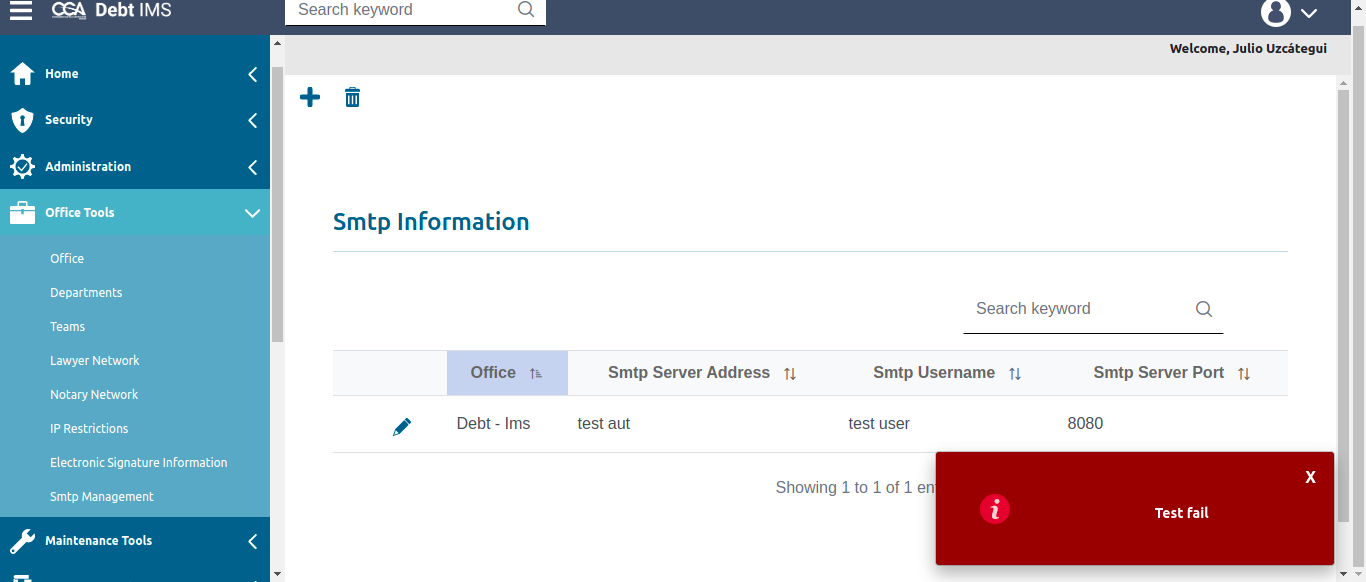 CGA Debt IMS
Search keyword
Welcome, Julio Uzcátegui
Home
Security
Administration
Office Tools
Office
Departments
Teams
Lawyer Network
Notary Network
IP Restrictions
Electronic Signature Information
Smtp Management
Maintenance Tools
Smtp Information
Search keyword
Office Smtp Server Address Smtp Username Smtp Server Port
Debt - Ims test aut test user 8080
Showing 1 to 1 of 1
X
Test fail